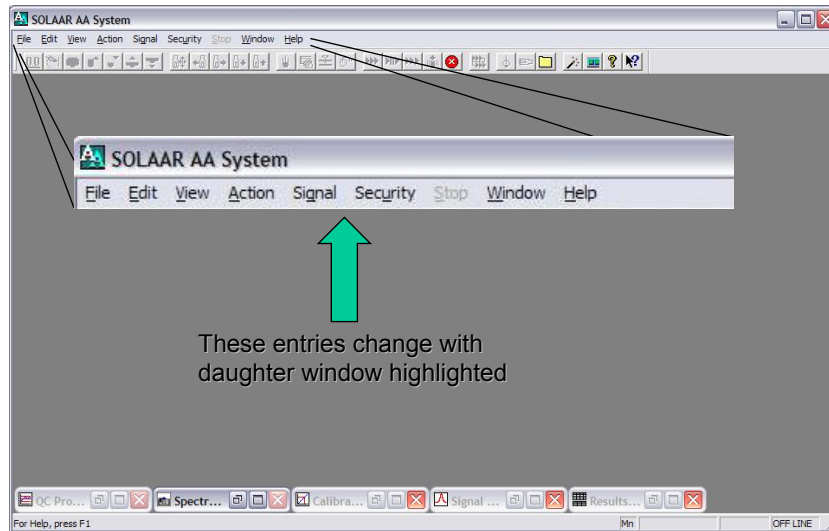 SOLAAR AA System
File Edit View Action Signal Security Stop Window Help
SOLAAR AA System
File Edit View Action Signal Security Stop Window Help
These entries change with
daughter window highlighted
QC Pro... Spectr... Calibra... Signal ... Results...
For Help, press F1 Mn OFF LINE